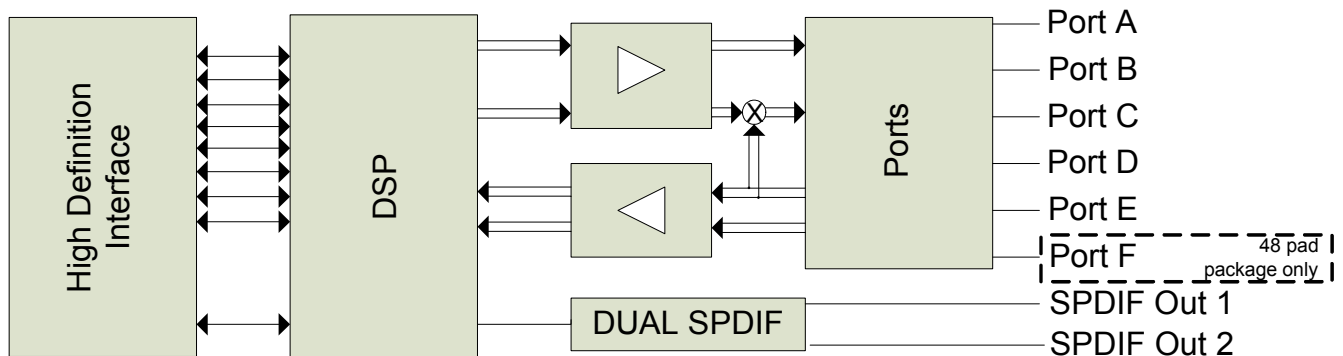 High Definition
Interface
DSP
X
Ports
Port A
Port B
Port C
Port D
Port E
Port F
48 pad
package only
DUAL SPDIF
SPDIF Out 1
SPDIF Out 2